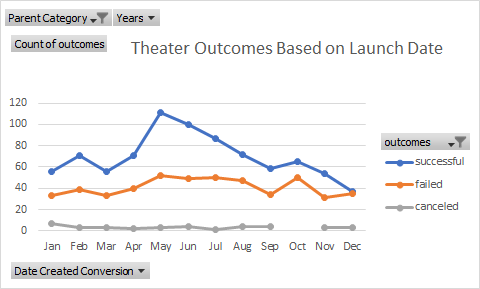 Parent Category Years
Count of outcomes
Theater Outcomes Based on Launch Date
120
100
80
60
40
20
0
Jan Feb Mar Apr May Jun Jul Aug Sep Oct Nov Dec
outcomes
successful
failed
canceled
Date Created Conversion